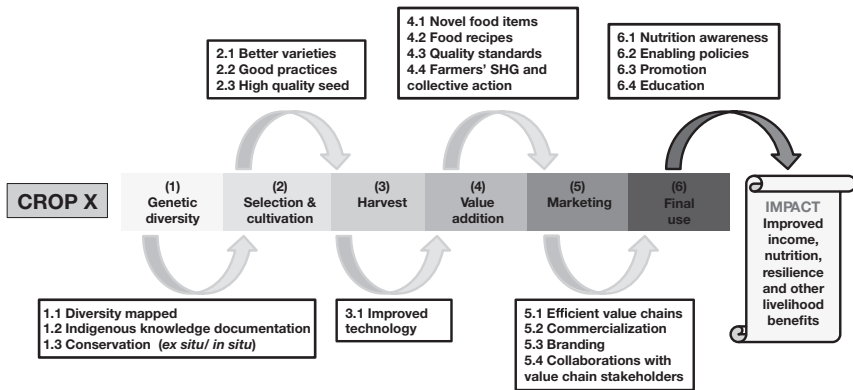 2.1 Better varieties
2.2 Good practices
2.3 High quality seed
4.1 Novel food items
4.2 Food recipes
4.3 Quality standards
4.4 Farmers' SHG and
collective action
6.1 Nutrition awareness
6.2 Enabling policies
6.3 Promotion
6.4 Education
CROP X
(1)
Genetic
diversity
(2)
Selection &
cultivation
(3)
Harvest
(4)
Value
addition
(5)
Marketing
(6)
Final
use
IMPACT
Improved
income,
nutrition,
resilience
and other
livelihood
benefits
1.1 Diversity mapped
1.2 Indigenous knowledge documentation
1.3 Conservation (ex situ/ in situ)
3.1 Improved
technology
5.1 Efficient value chains
5.2 Commercialization
5.3 Branding
5.4 Collaborations with
value chain stakeholders